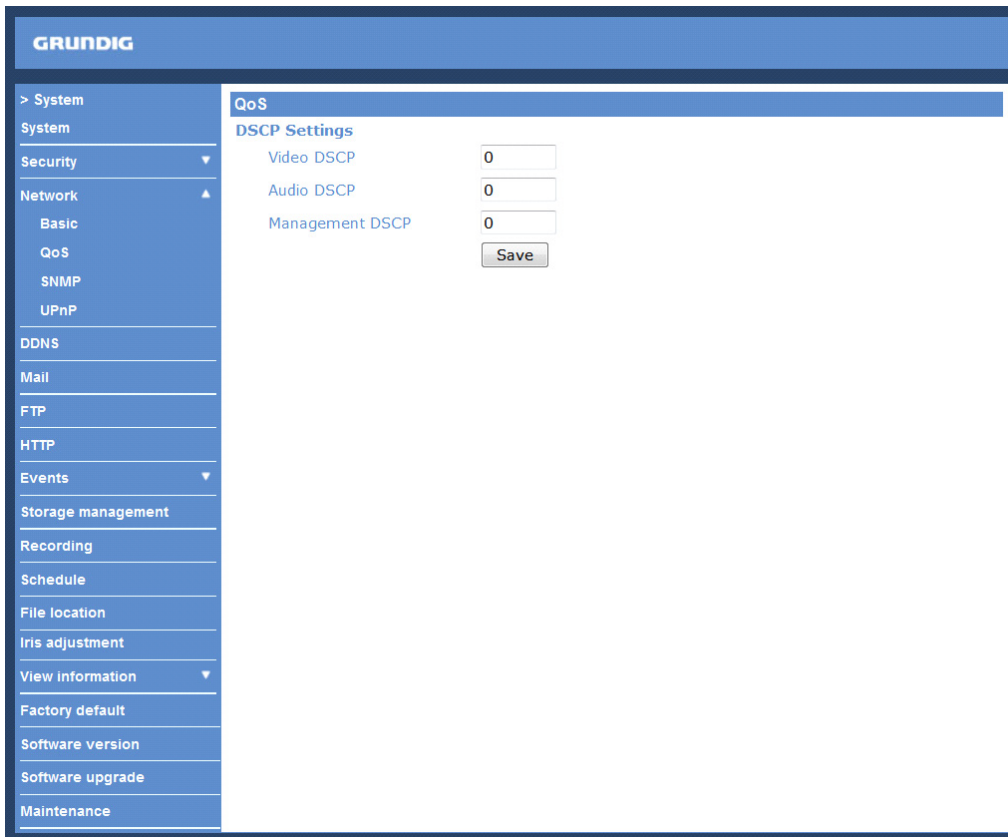 GRUNDIG
> System
System
Security
Network
Basic
QoS
SNMP
UPnP
DDNS
Mail
FTP
HTTP
Events
Storage management
Recording
Schedule
File location
Iris adjustment
View information
Factory default
Software version
Software upgrade
Maintenance
QoS
DSCP Settings
Video DSCP 0
Audio DSCP 0
Management DSCP 0
Save